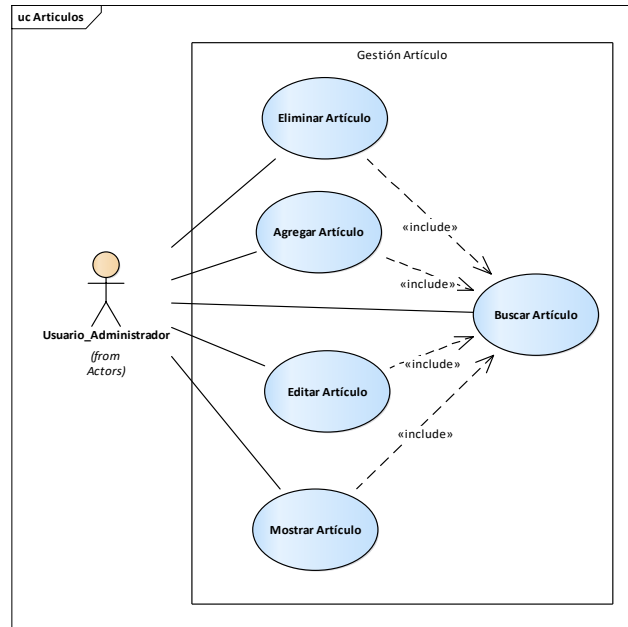 uc Articulos
Gestión Artículo
Eliminar Artículo
«include»
Agregar Artículo
«include»
Buscar Artículo
Usuario_Administrador
(from
Actors)
«include»
Editar Artículo
«include»
Mostrar Artículo